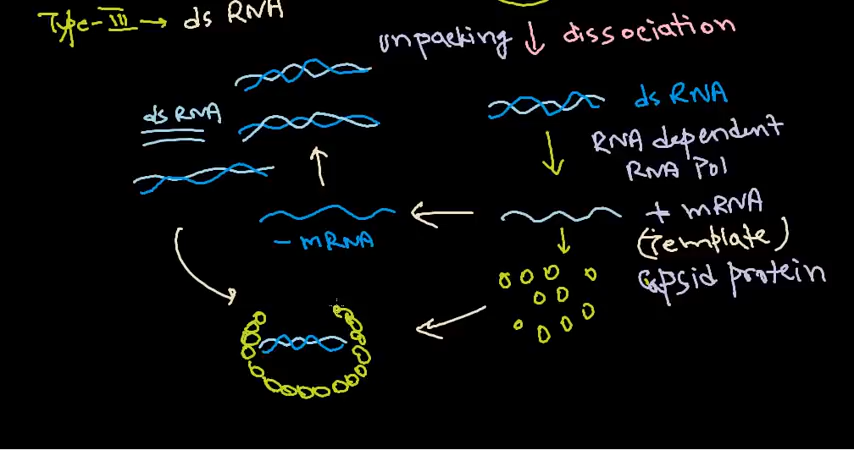 Type-III → ds RNA
unpacking ↓ dissociation
ds RNA
ds RNA
RNA dependent
RNA Pol
+ mRNA
(Template)
- mRNA
capsid protein